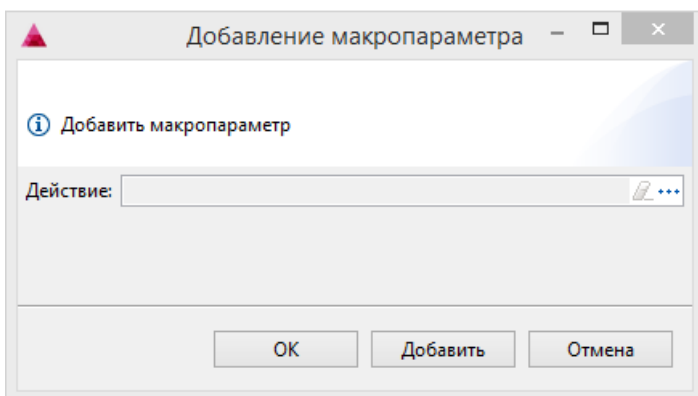 Добавление макропараметра
Добавить макропараметр
Действие:
OK Добавить Отмена